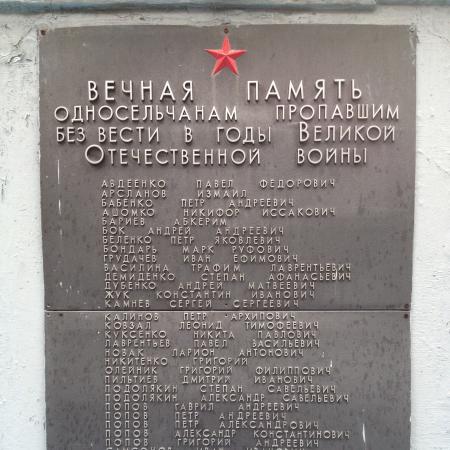 ВЕЧНАЯ ПАМЯТЬ
ОДНОСЕЛЬЧАНАМ ПРОПАВШИМ
БЕЗ ВЕСТИ В ГОДЫ ВЕЛИКОЙ
ОТЕЧЕСТВЕННОЙ ВОЙНЫ
АВДЕЕНКО ПАВЕЛ ФЕДОРОВИЧ
АРСЛАНОВ ИЗМАИЛ
БАБЕНКО ПЕТР АНДРЕЕВИЧ
АШОМКО НИКИФОР ИССАКОВИЧ
БАРИЕВ АБКЕРИМ
БОК АНДРЕЙ АНДРЕЕВИЧ
БЕЛЕНКО ПЕТР ЯКОВЛЕВИЧ
БОНДАРЬ МАРК РУФОВИЧ
ГРУДАЧЕВ ИВАН ЕФИМОВИЧ
ВАСИЛИНА ТРАФИМ ЛАВРЕНТЬЕВИЧ
ДЕМИДЕНКО СТЕПАН АФАНАСЬЕВИЧ
ДУБЕНКО АНДРЕЙ МАТВЕЕВИЧ
ЖУК КОНСТАНТИН ИВАНОВИЧ
КАМНЕВ СЕРГЕЙ СЕРГЕЕВИЧ
КАЛИНОВ ПЕТР АРХИПОВИЧ
КОВЗАЛ ЛЕОНИД ТИМОФЕЕВИЧ
КУКСЕНКО НИКИТА ПАВЛОВИЧ
ЛАВРЕНТЬЕВ ПАВЕЛ ВАСИЛЬЕВИЧ
НОВАК ЛАРИОН АНТОНОВИЧ
НИКИТЕНКО ГРИГОРИЙ
ОЛЕЙНИК ГРИГОРИЙ ФИЛИППОВИЧ
ПИЛЬТИЕВ ДМИТРИЙ ИВАНОВИЧ
ПОДОЛЯКИН СТЕПАН САВЕЛЬЕВИЧ
ПОДОЛЯКИН АЛЕКСАНДР САВЕЛЬЕВИЧ
ПОПОВ ГАВРИЛ АНДРЕЕВИЧ
ПОПОВ ПЕТР АНДРЕЕВИЧ
ПОПОВ ПЕТР АЛЕКСАНДРОВИЧ
ПОПОВ АЛЕКСАНДР КОНСТАНТИНОВИЧ
ПОПОВ ГРИГОРИЙ АНДРЕЕВИЧ